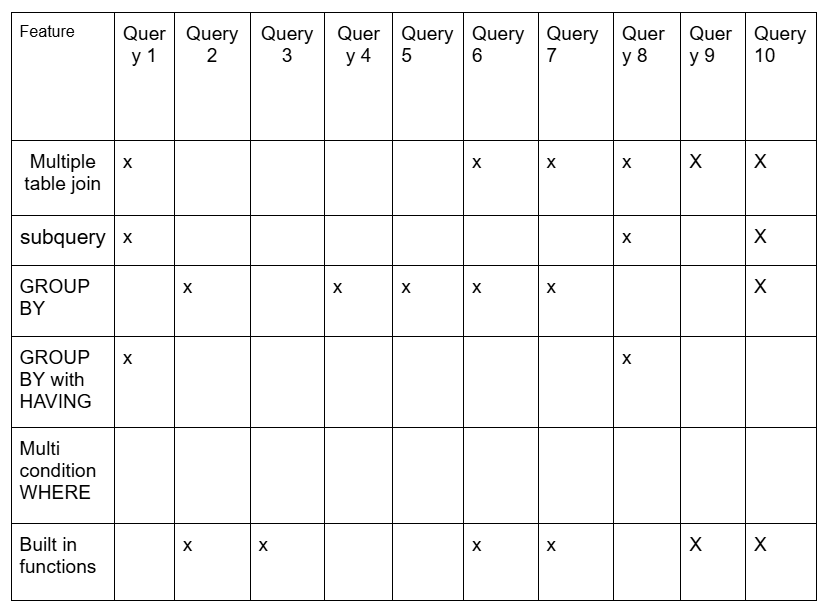 Feature Query 1 Query 2 Query 3 Query 4 Query 5 Query 6 Query 7 Query 8 Query 9 Query 10
Multiple table join x x x x X X
subquery x x X
GROUP BY x x x x x X
GROUP BY with HAVING x x
Multi condition WHERE
Built in functions x x x x X X